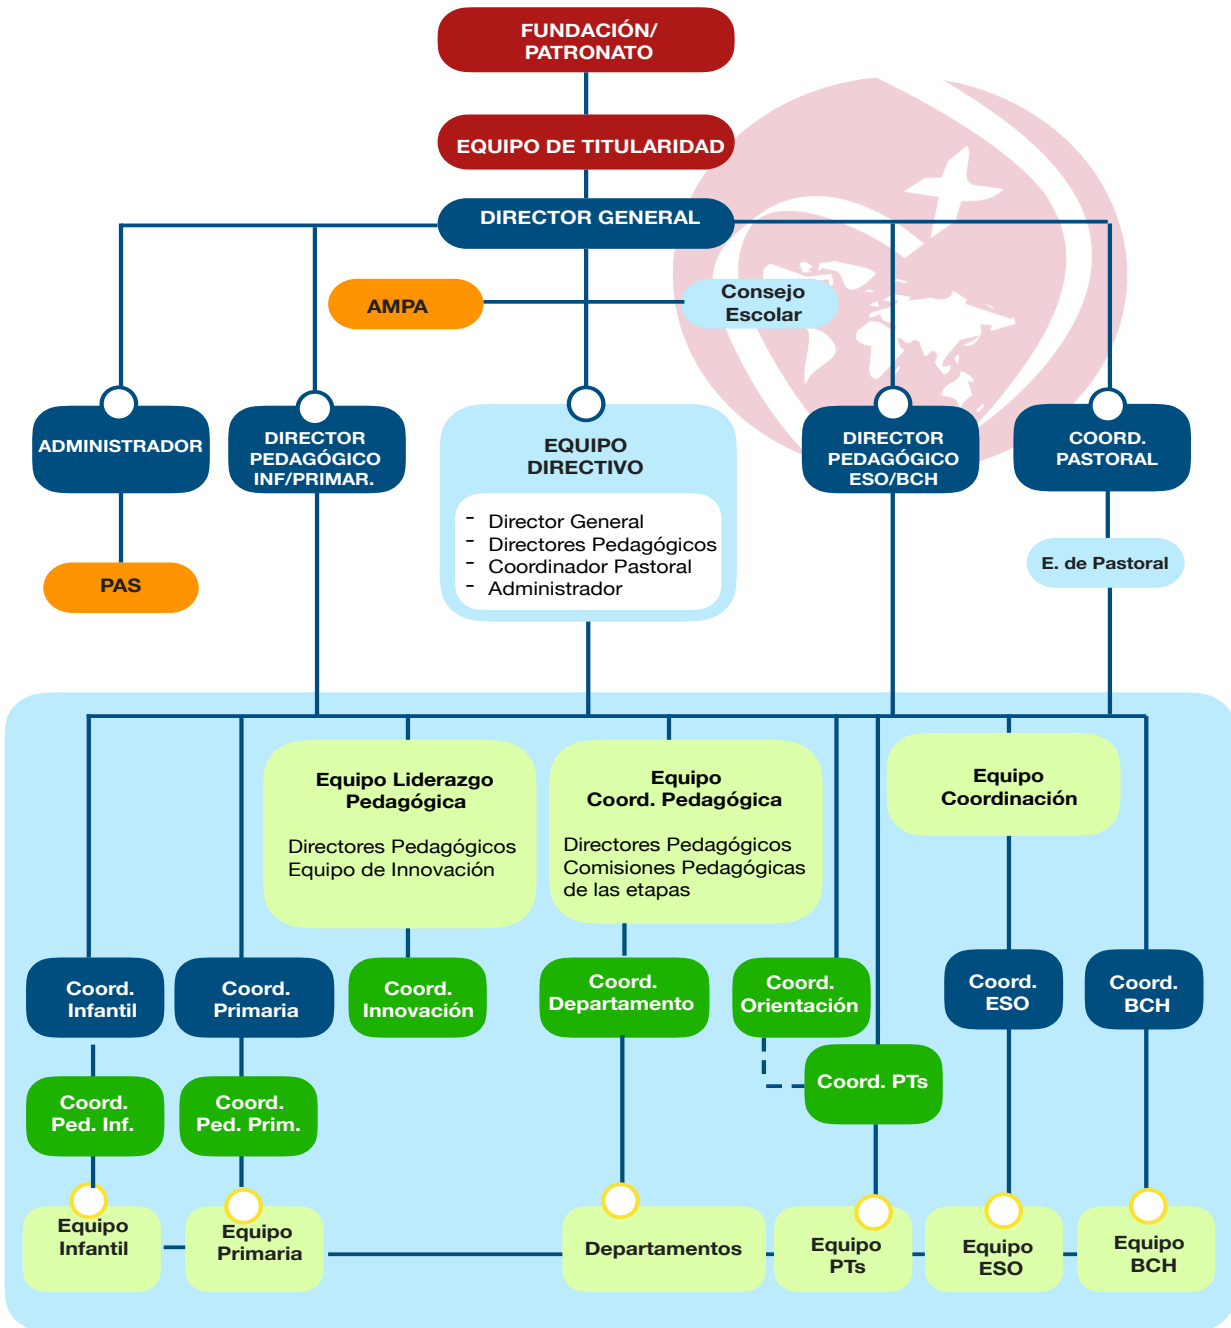 FUNDACIÓN/
PATRONATO
EQUIPO DE TITULARIDAD
DIRECTOR GENERAL
AMPA
Consejo
Escolar
ADMINISTRADOR
DIRECTOR
PEDAGÓGICO
INF/PRIMAR.
EQUIPO
DIRECTIVO
- Director General
- Directores Pedagógicos
- Coordinador Pastoral
- Administrador
DIRECTOR
PEDAGÓGICO
ESO/BCH
COORD.
PASTORAL
PAS
E. de Pastoral
Equipo Liderazgo
Pedagógica
Directores Pedagógicos
Equipo de Innovación
Equipo
Coord. Pedagógica
Directores Pedagógicos
Comisiones Pedagógicas
de las etapas
Equipo
Coordinación
Coord.
Infantil
Coord.
Primaria
Coord.
Innovación
Coord.
Departamento
Coord.
Orientación
Coord.
ESO
Coord.
BCH
Coord. PTs
Coord.
Ped. Inf.
Coord.
Ped. Prim.
Equipo
Infantil
Equipo
Primaria
Departamentos
Equipo
PTs
Equipo
ESO
Equipo
BCH